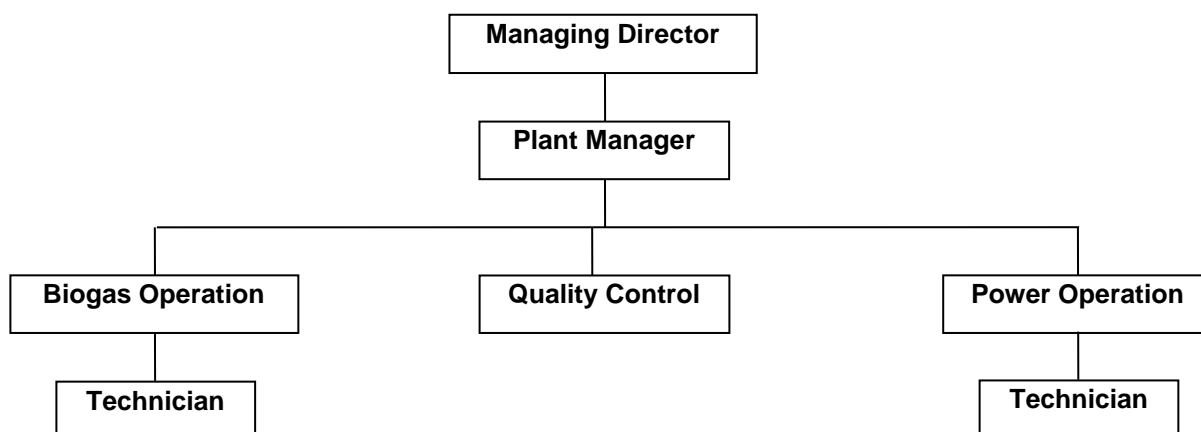 Managing Director
Plant Manager
Biogas Operation
Quality Control
Power Operation
Technician
Technician